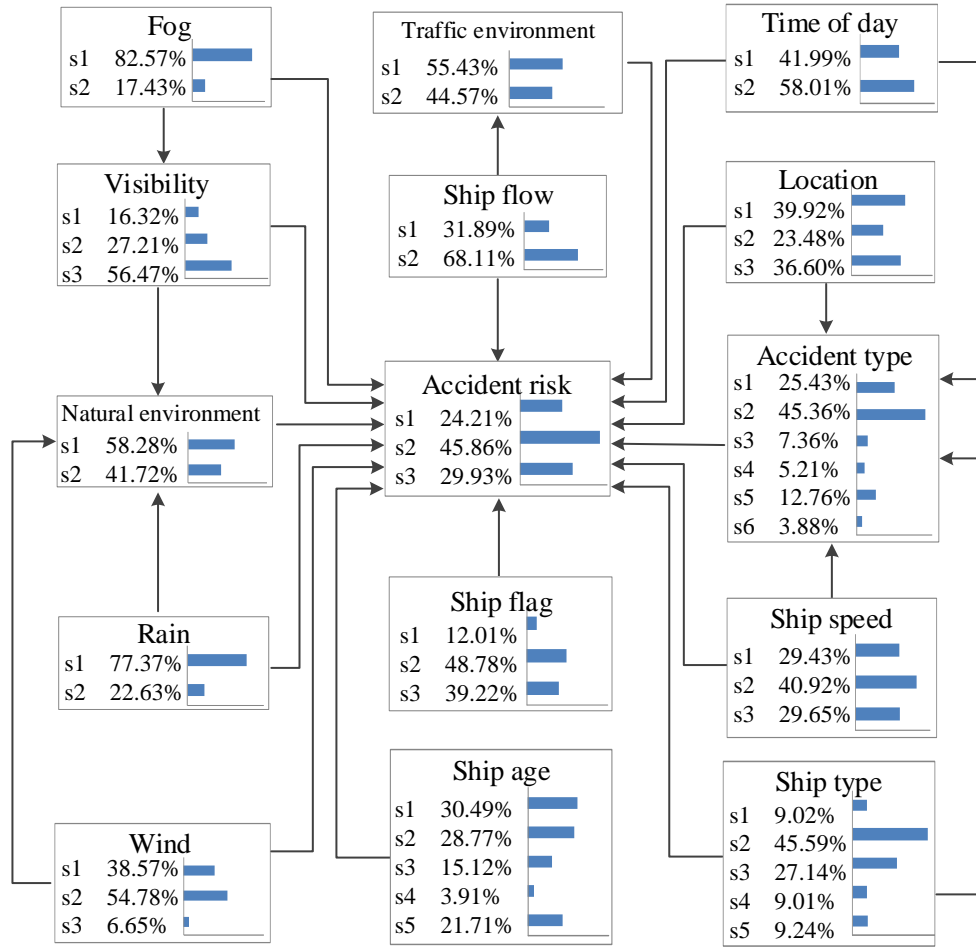 Fog
s1 82.57%
s2 17.43%
Traffic environment
s1 55.43%
s2 44.57%
Time of day
s1 41.99%
s2 58.01%
Visibility
s1 16.32%
s2 27.21%
s3 56.47%
Ship flow
s1 31.89%
s2 68.11%
Location
s1 39.92%
s2 23.48%
s3 36.60%
Natural environment
s1 58.28%
s2 41.72%
Accident risk
s1 24.21%
s2 45.86%
s3 29.93%
Accident type
s1 25.43%
s2 45.36%
s3 7.36%
s4 5.21%
s5 12.76%
s6 3.88%
Rain
s1 77.37%
s2 22.63%
Ship flag
s1 12.01%
s2 48.78%
s3 39.22%
Ship speed
s1 29.43%
s2 40.92%
s3 29.65%
Wind
s1 38.57%
s2 54.78%
s3 6.65%
Ship age
s1 30.49%
s2 28.77%
s3 15.12%
s4 3.91%
s5 21.71%
Ship type
s1 9.02%
s2 45.59%
s3 27.14%
s4 9.01%
s5 9.24%